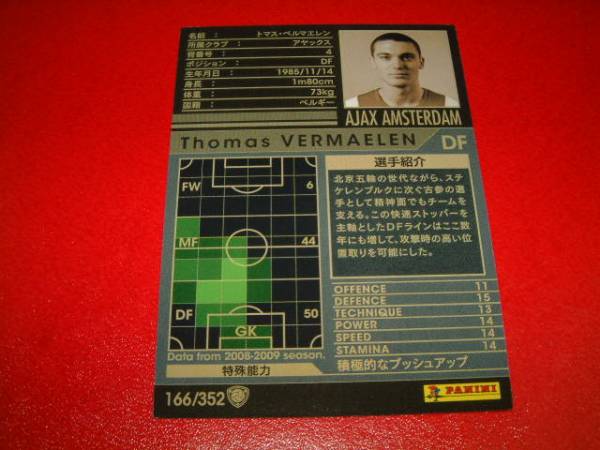 名前 : トマス・ベルマエレン
所属クラブ : アヤックス
背番号 : 4
ポジション : DF
生年月日 : 1985/11/14
身長 : 1m80cm
体重 : 73kg
国籍 : ベルギー
AJAX AMSTERDAM
Thomas VERMAELEN DF
FW 6
MF 44
DF 50
GK
Data from 2008-2009 season.
選手紹介
北京五輪の世代ながら、ステ
ケレンブルクに次ぐ古参の選
手として精神面でもチームを
支える。この快速ストッパーを
主軸としたDFラインはここ数
年にも増して、攻撃時の高い位
置取りを可能にした。
OFFENCE 11
DEFENCE 15
TECHNIQUE 13
POWER 14
SPEED 14
STAMINA 14
特殊能力 積極的なプッシュアップ
166/352
PANINI